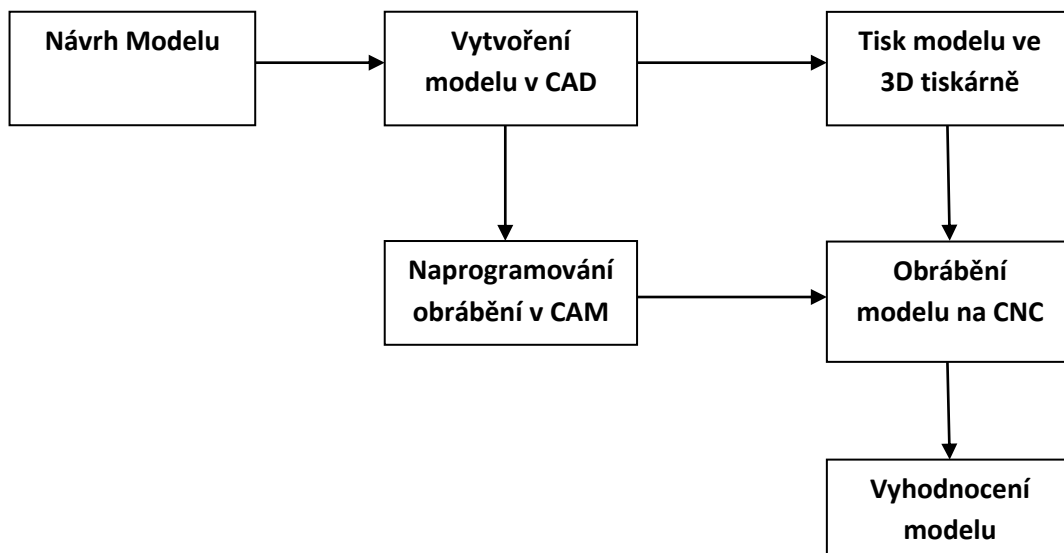 Návrh Modelu
Vytvoření
modelu v CAD
Tisk modelu ve
3D tiskárně
Naprogramování
obrábění v CAM
Obrábění
modelu na CNC
Vyhodnocení
modelu